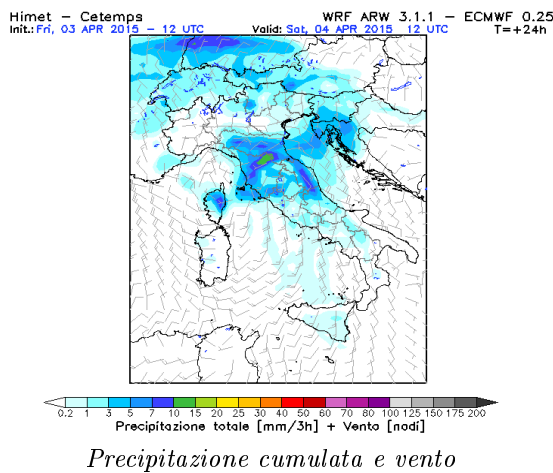 Himet – Cetemps WRF ARW 3.1.1 – ECMWF 0.25
Init.: Fri, 03 APR 2015 – 12 UTC Valid: Sat, 04 APR 2015 12 UTC T=+24h
0.2 1 3 5 7 10 15 20 25 30 40 50 60 70 80 100 125 150 175 200
Precipitazione totale [mm/3h] + Vento [nodi]
Precipitazione cumulata e vento